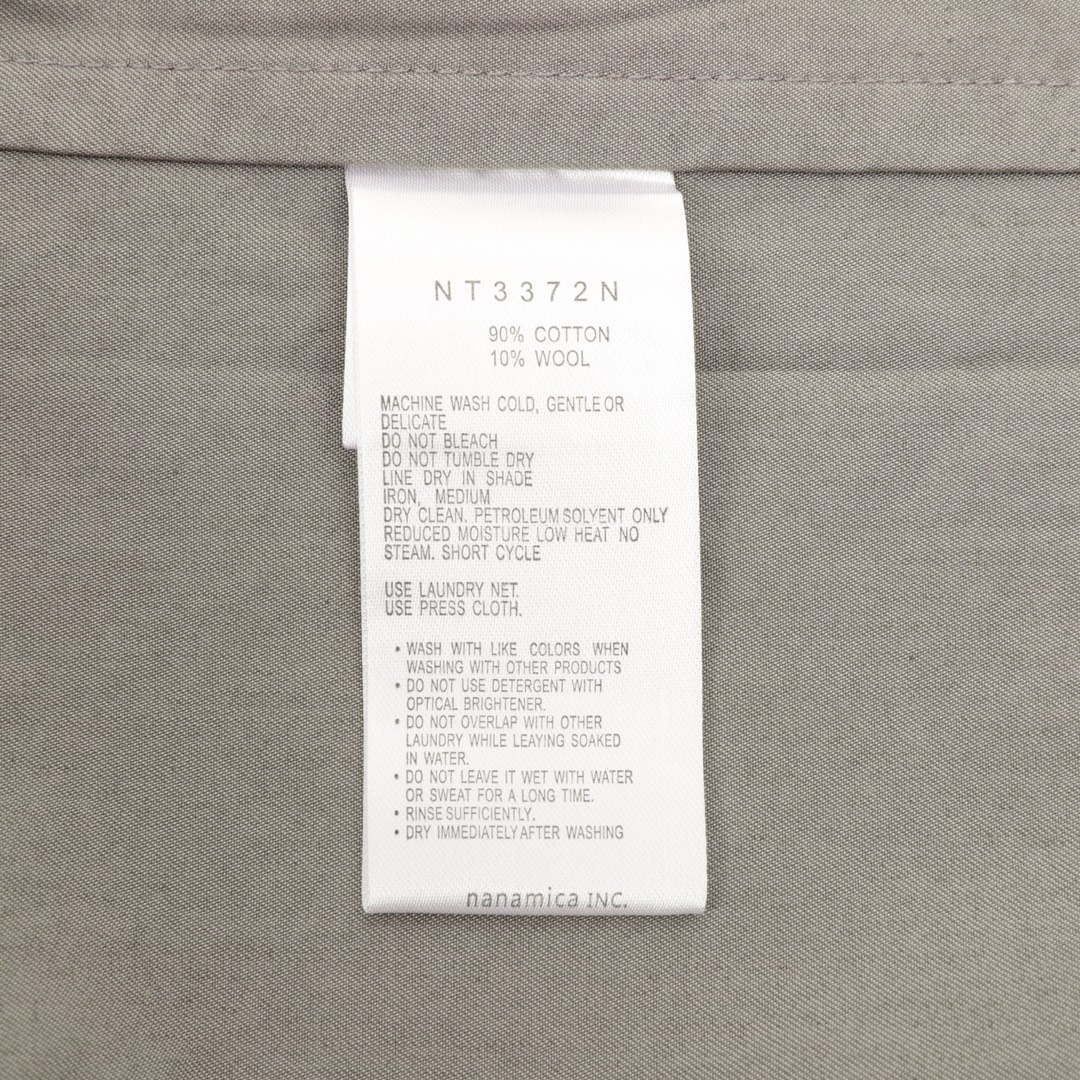 NT3372N
90% COTTON
10% WOOL
MACHINE WASH COLD, GENTLE OR
DELICATE
DO NOT BLEACH
DO NOT TUMBLE DRY
LINE DRY IN SHADE
IRON, MEDIUM
DRY CLEAN. PETROLEUM SOLYENT ONLY
REDUCED MOISTURE LOW HEAT NO
STEAM. SHORT CYCLE
USE LAUNDRY NET.
USE PRESS CLOTH.
• WASH WITH LIKE COLORS WHEN
WASHING WITH OTHER PRODUCTS
• DO NOT USE DETERGENT WITH
OPTICAL BRIGHTENER.
• DO NOT OVERLAP WITH OTHER
LAUNDRY WHILE LEAYING SOAKED
IN WATER.
• DO NOT LEAVE IT WET WITH WATER
OR SWEAT FOR A LONG TIME.
• RINSE SUFFICIENTLY.
• DRY IMMEDIATELY AFTER WASHING
nanamica INC.